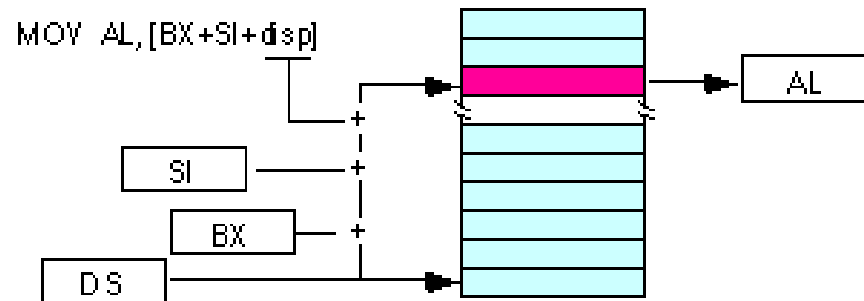 MOV AL, [BX+SI+disp]
+
AL
+
SI
+
BX
DS